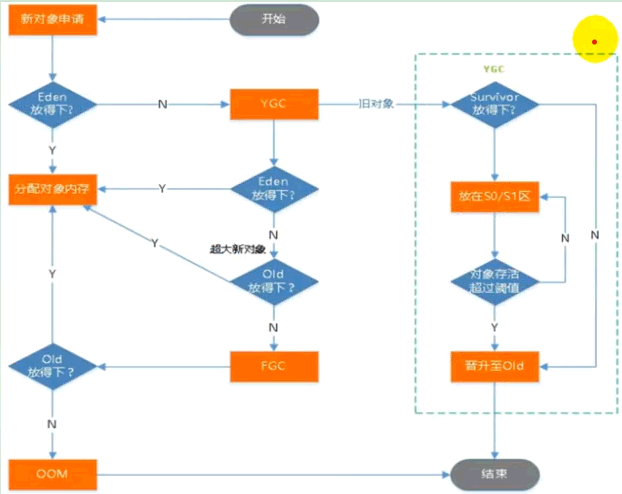 新对象申请
开始
YGC
Eden
放得下?
N
YGC
旧对象
Survivor
放得下?
Y
分配对象内存
Y
Eden
放得下?
放在S0/S1区
Y
N
超大新对象
N
N
Y
Old
放得下？
对象存活
超过阈值
N
Y
Old
放得下？
FGC
晋升至Old
N
OOM
结束